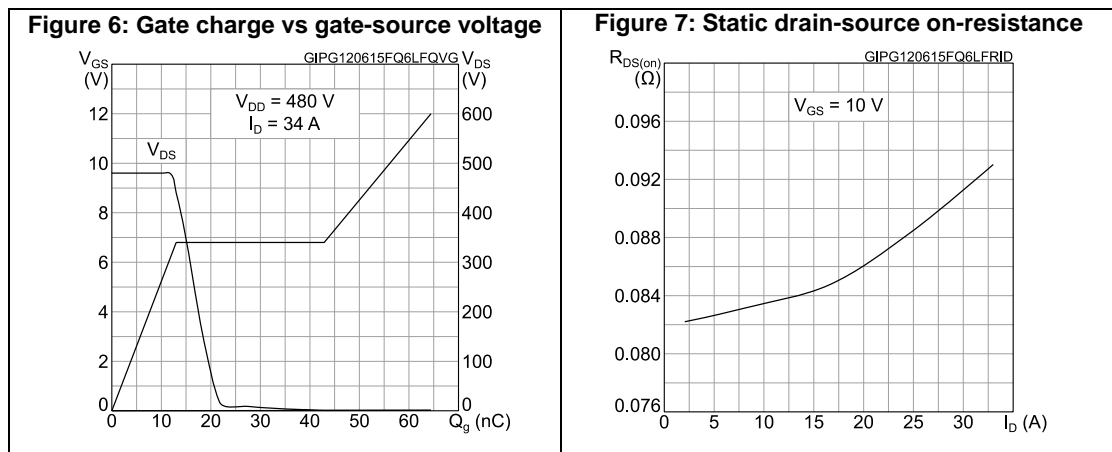 Figure 6: Gate charge vs gate-source voltage
GIPG120615FQ6LFQVG
VGS
(V)
VDS
(V)
VDD = 480 V
ID = 34 A
VDS
12
10
8
6
4
2
0
600
500
400
300
200
100
0
0 10 20 30 40 50 60 Qg (nC)
Figure 7: Static drain-source on-resistance
GIPG120615FQ6LFRID
RDS(on)
(Ω)
VGS = 10 V
0.096
0.092
0.088
0.084
0.080
0.076
0 5 10 15 20 25 30 ID (A)